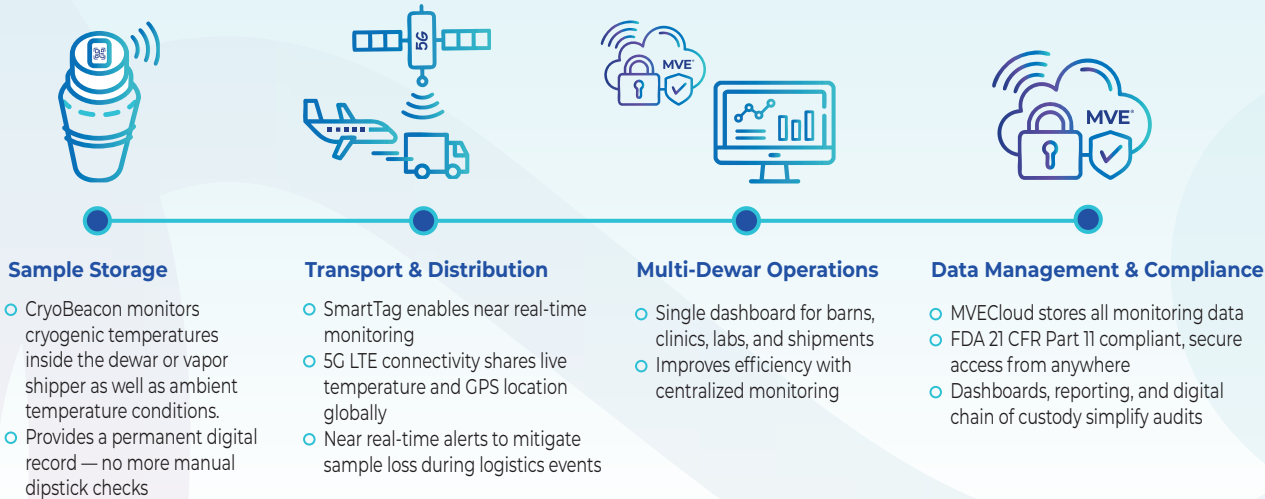 5G
MVE®
MVE®
Sample Storage
CryoBeacon monitors
cryogenic temperatures
inside the dewar or vapor
shipper as well as ambient
temperature conditions.
Provides a permanent digital
record — no more manual
dipstick checks
Transport & Distribution
SmartTag enables near real-time
monitoring
5G LTE connectivity shares live
temperature and GPS location
globally
Near real-time alerts to mitigate
sample loss during logistics events
Multi-Dewar Operations
Single dashboard for barns,
clinics, labs, and shipments
Improves efficiency with
centralized monitoring
Data Management & Compliance
MVECloud stores all monitoring data
FDA 21 CFR Part 11 compliant, secure
access from anywhere
Dashboards, reporting, and digital
chain of custody simplify audits